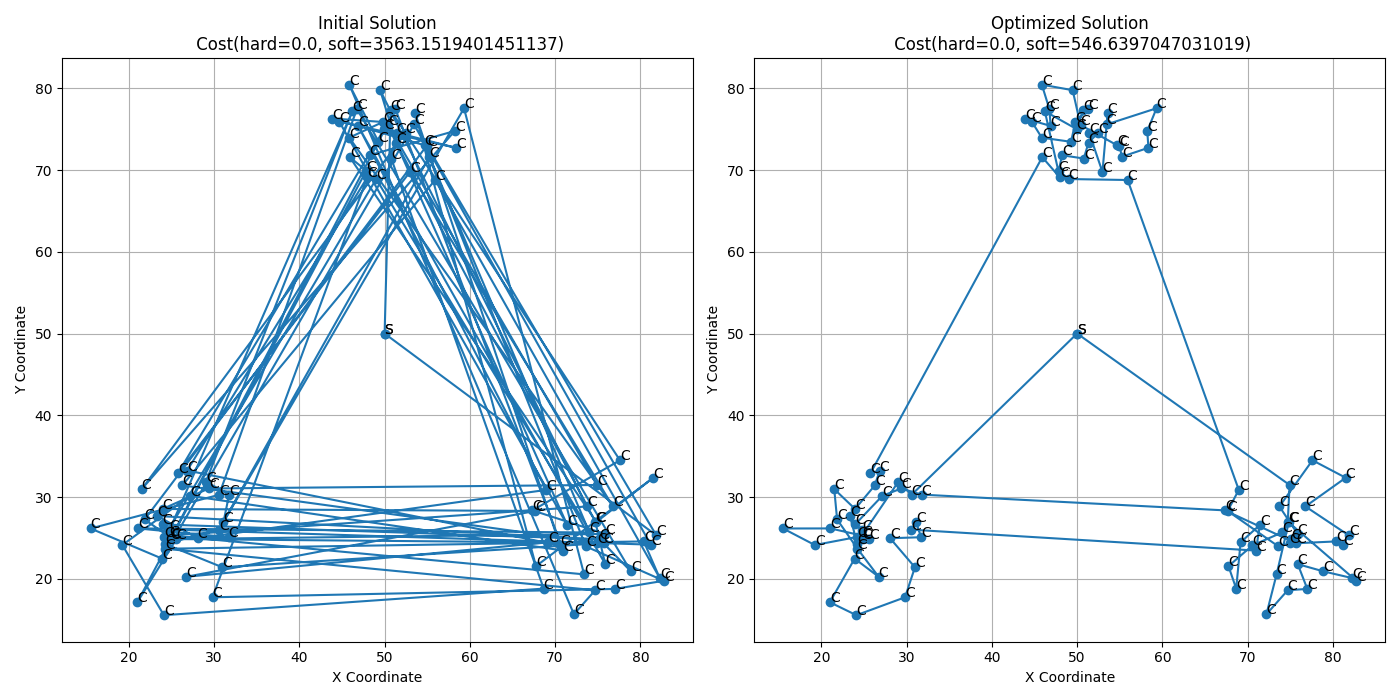 Initial Solution
Cost(hard=0.0, soft=3563.1519401451137)
Y Coordinate
80
70
60
50
40
30
20
S
C
20 30 40 50 60 70 80
X Coordinate
Optimized Solution
Cost(hard=0.0, soft=546.6397047031019)
Y Coordinate
80
70
60
50
40
30
20
S
C
20 30 40 50 60 70 80
X Coordinate